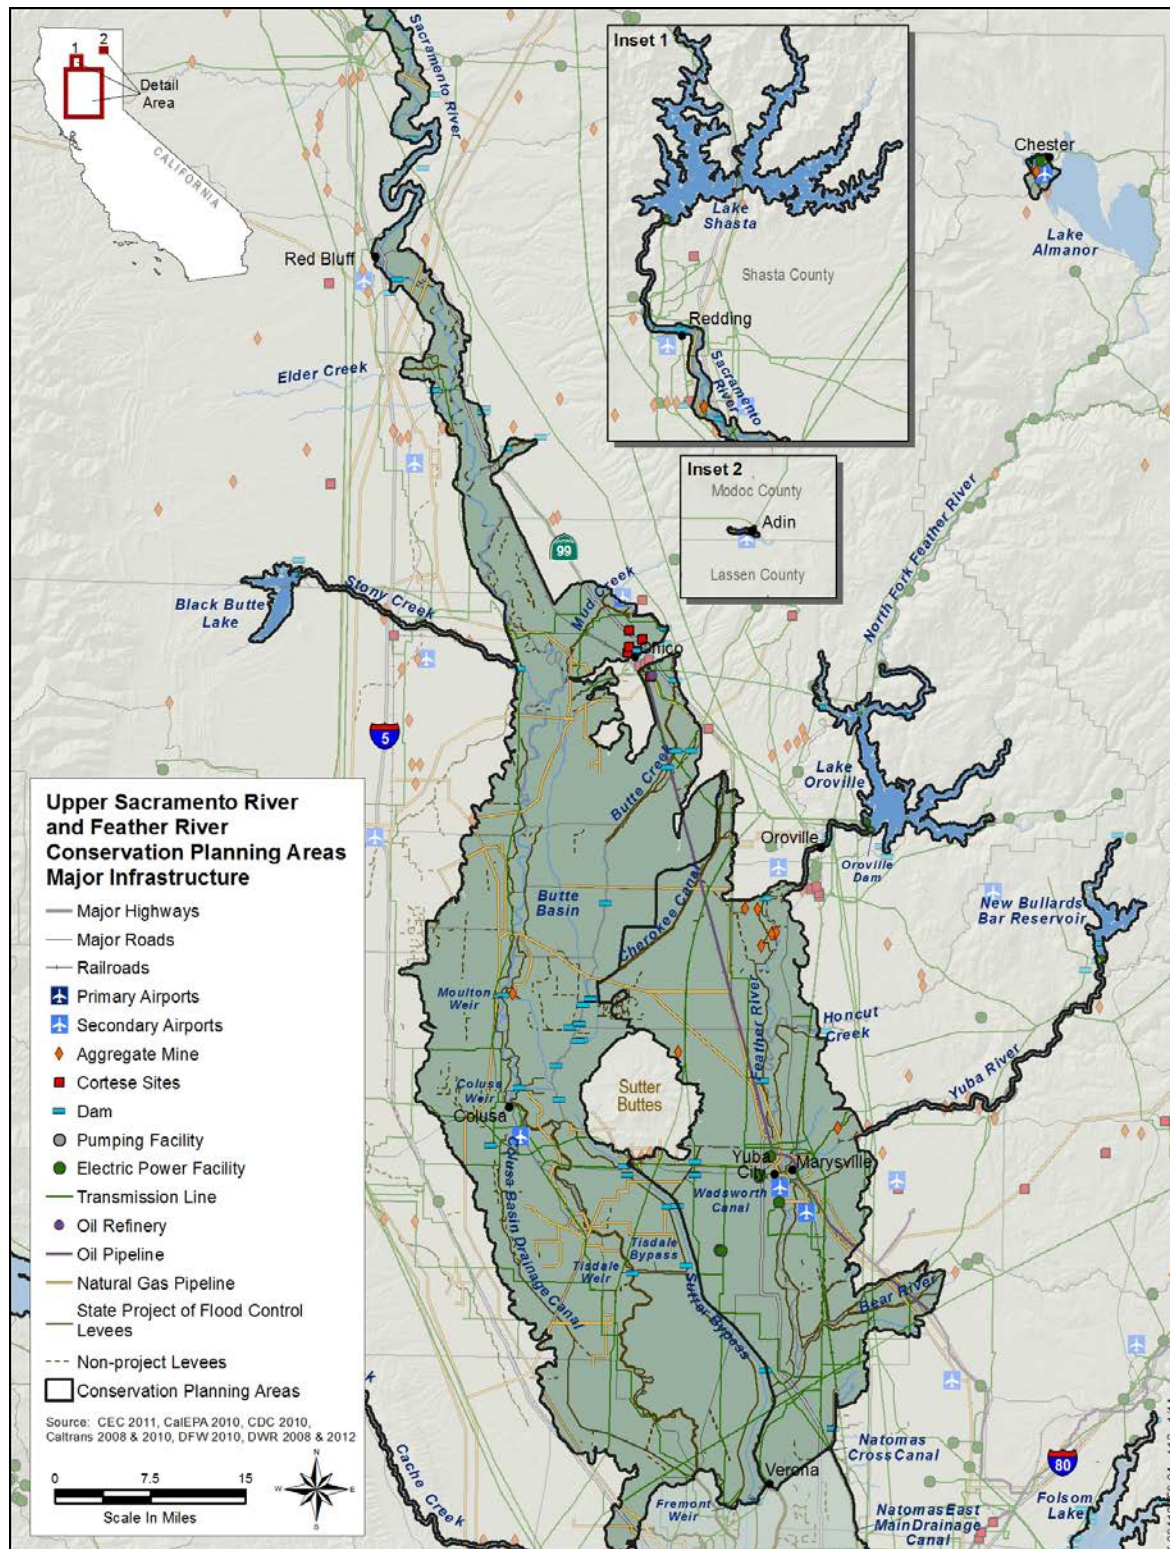 Sacramento River
1
2
Detail
Area
CALIFORNIA
Inset 1
Lake
Shasta
Shasta County
Redding
Sacramento
River
Chester
Lake
Almanor
Red Bluff
Elder Creek
Inset 2
Modoc County
Adin
Lassen County
99
North Fork Feather River
Black Butte
Lake
Stony Creek
Mud Creek
Chico
5
Butte Creek
Lake
Oroville
Oroville
Oroville
Dam
New Bullards
Bar Reservoir
Butte
Basin
Cherokee Canal
Moulton
Weir
Feather River
Honcut
Creek
Yuba River
Colusa
Weir
Colusa
Sutter
Buttes
Yuba
City
Marysville
Wadsworth
Canal
Colusa Basin Drainage Canal
Tisdale
Bypass
Tisdale
Weir
Sutter Bypass
Bear River
Natomas
Cross Canal
Verona
Fremont
Weir
Natomas East
Main Drainage
Canal
80
Folsom
Lake
Cache Creek
Upper Sacramento River
and Feather River
Conservation Planning Areas
Major Infrastructure
Major Highways
Major Roads
Railroads
Primary Airports
Secondary Airports
Aggregate Mine
Cortese Sites
Dam
Pumping Facility
Electric Power Facility
Transmission Line
Oil Refinery
Oil Pipeline
Natural Gas Pipeline
State Project of Flood Control
Levees
Non-project Levees
Conservation Planning Areas
Source: CEC 2011, CalEPA 2010, CDC 2010,
Caltrans 2008 & 2010, DFW 2010, DWR 2008 & 2012
0 7.5 15
Scale In Miles
N
W E
S